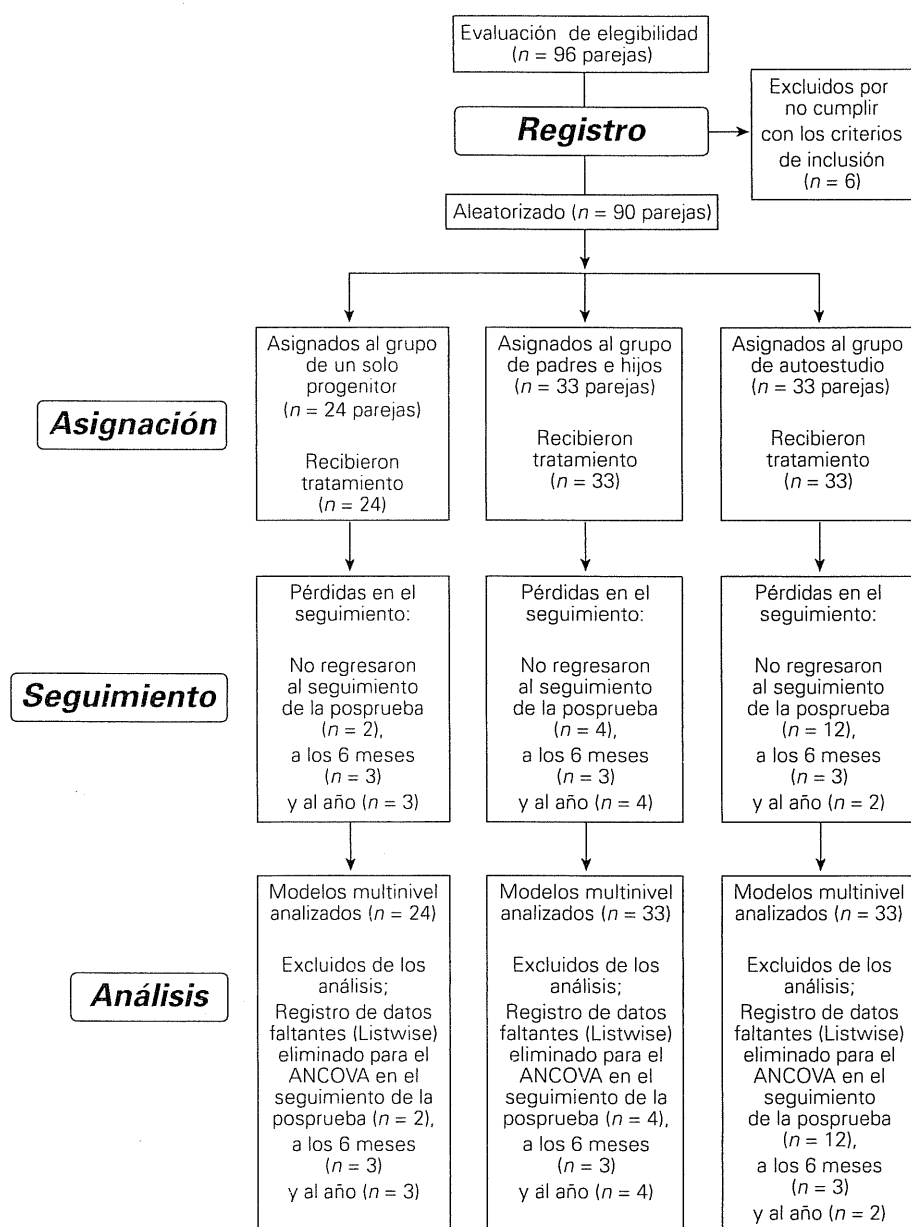 Evaluación de elegibilidad
(n = 96 parejas)
Registro
Excluidos por
no cumplir
con los criterios
de inclusión
(n = 6)
Aleatorizado (n = 90 parejas)
Asignación
Asignados al grupo
de un solo
progenitor
(n = 24 parejas)
Recibieron
tratamiento
(n = 24)
Asignados al grupo
de padres e hijos
(n = 33 parejas)
Recibieron
tratamiento
(n = 33)
Asignados al grupo
de autoestudio
(n = 33 parejas)
Recibieron
tratamiento
(n = 33)
Seguimiento
Pérdidas en el
seguimiento:
No regresaron
al seguimiento
de la posprueba
(n = 2),
a los 6 meses
(n = 3)
y al año (n = 3)
Pérdidas en el
seguimiento:
No regresaron
al seguimiento
de la posprueba
(n = 4),
a los 6 meses
(n = 3)
y al año (n = 4)
Pérdidas en el
seguimiento:
No regresaron
al seguimiento
de la posprueba
(n = 12),
a los 6 meses
(n = 3)
y al año (n = 2)
Análisis
Modelos multinivel
analizados (n = 24)
Excluidos de los
análisis;
Registro de datos
faltantes (Listwise)
eliminado para el
ANCOVA en el
seguimiento de la
posprueba (n = 2),
a los 6 meses
(n = 3)
y al año (n = 3)
Modelos multinivel
analizados (n = 33)
Excluidos de los
análisis;
Registro de datos
faltantes (Listwise)
eliminado para el
ANCOVA en el
seguimiento de la
posprueba (n = 4),
a los 6 meses
(n = 3)
y al año (n = 4)
Modelos multinivel
analizados (n = 33)
Excluidos de los
análisis;
Registro de datos
faltantes (Listwise)
eliminado para el
ANCOVA en el
seguimiento
de la posprueba
(n = 12),
a los 6 meses
(n = 3)
y al año (n = 2)